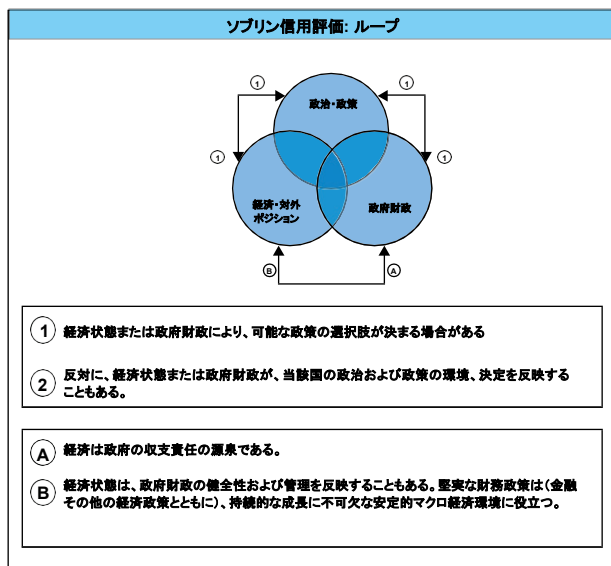 ソブリン信用評価: ループ
1
1
政治・政策
1
1
経済・対外
ポジション
政府財政
B
A
1 経済状態または政府財政により、可能な政策の選択肢が決まる場合がある
2 反対に、経済状態または政府財政が、当該国の政治および政策の環境、決定を反映する
こともある。
A 経済は政府の収支責任の源泉である。
B 経済状態は、政府財政の健全性および管理を反映することもある。堅実な財務政策は(金融
その他の経済政策とともに)、持続的な成長に不可欠な安定的マクロ経済環境に役立つ。